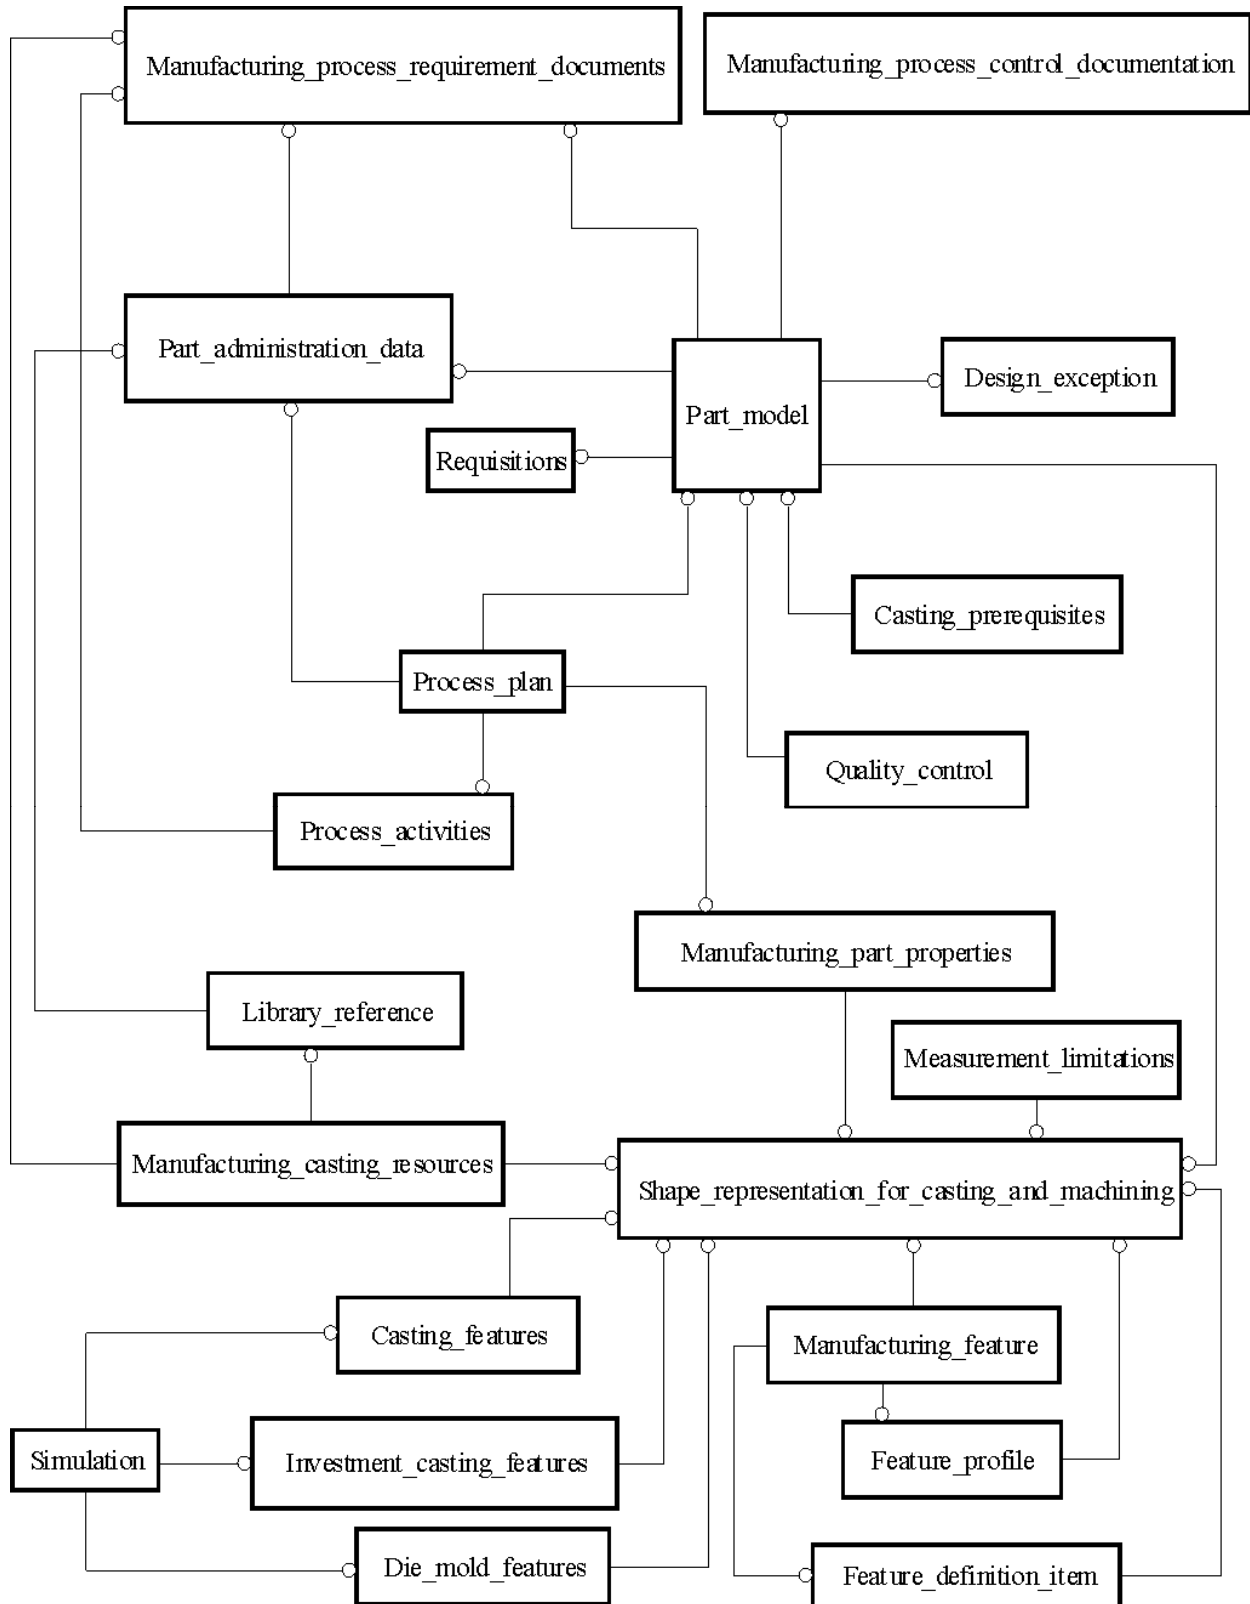 Manufacturing_process_requirement_documents
Manufacturing_process_control_documentation
Part_administration_data
Design_exception
Part_model
Requisitions
Casting_prerequisites
Process_plan
Quality_control
Process_activities
Manufacturing_part_properties
Library_reference
Measurement_limitations
Manufacturing_casting_resources
Shape_representation_for_casting_and_machining
Casting_features
Manufacturing_feature
Simulation
Investment_casting_features
Feature_profile
Die_mold_features
Feature_definition_item